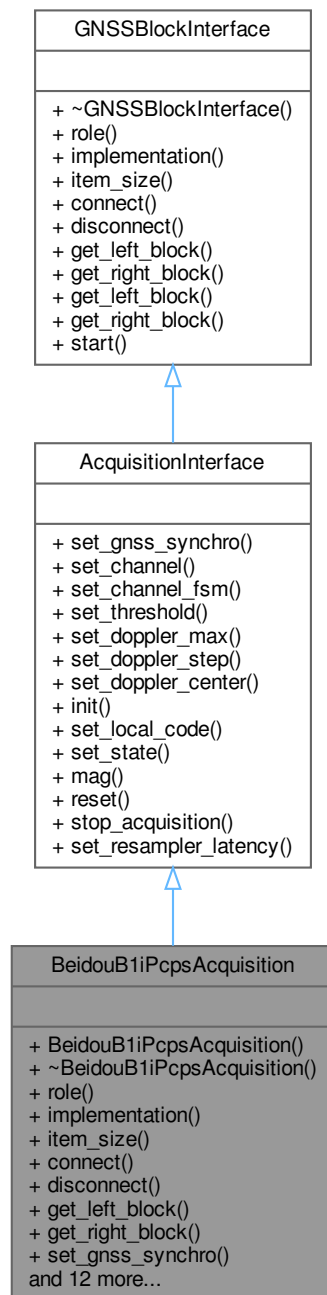 GNSSBlockInterface
+ ~GNSSBlockInterface()
+ role()
+ implementation()
+ item_size()
+ connect()
+ disconnect()
+ get_left_block()
+ get_right_block()
+ get_left_block()
+ get_right_block()
+ start()
AcquisitionInterface
+ set_gnss_synchro()
+ set_channel()
+ set_channel_fsm()
+ set_threshold()
+ set_doppler_max()
+ set_doppler_step()
+ set_doppler_center()
+ init()
+ set_local_code()
+ set_state()
+ mag()
+ reset()
+ stop_acquisition()
+ set_resampler_latency()
BeidouB1iPcpsAcquisition
+ BeidouB1iPcpsAcquisition()
+ ~BeidouB1iPcpsAcquisition()
+ role()
+ implementation()
+ item_size()
+ connect()
+ disconnect()
+ get_left_block()
+ get_right_block()
+ set_gnss_synchro()
and 12 more...